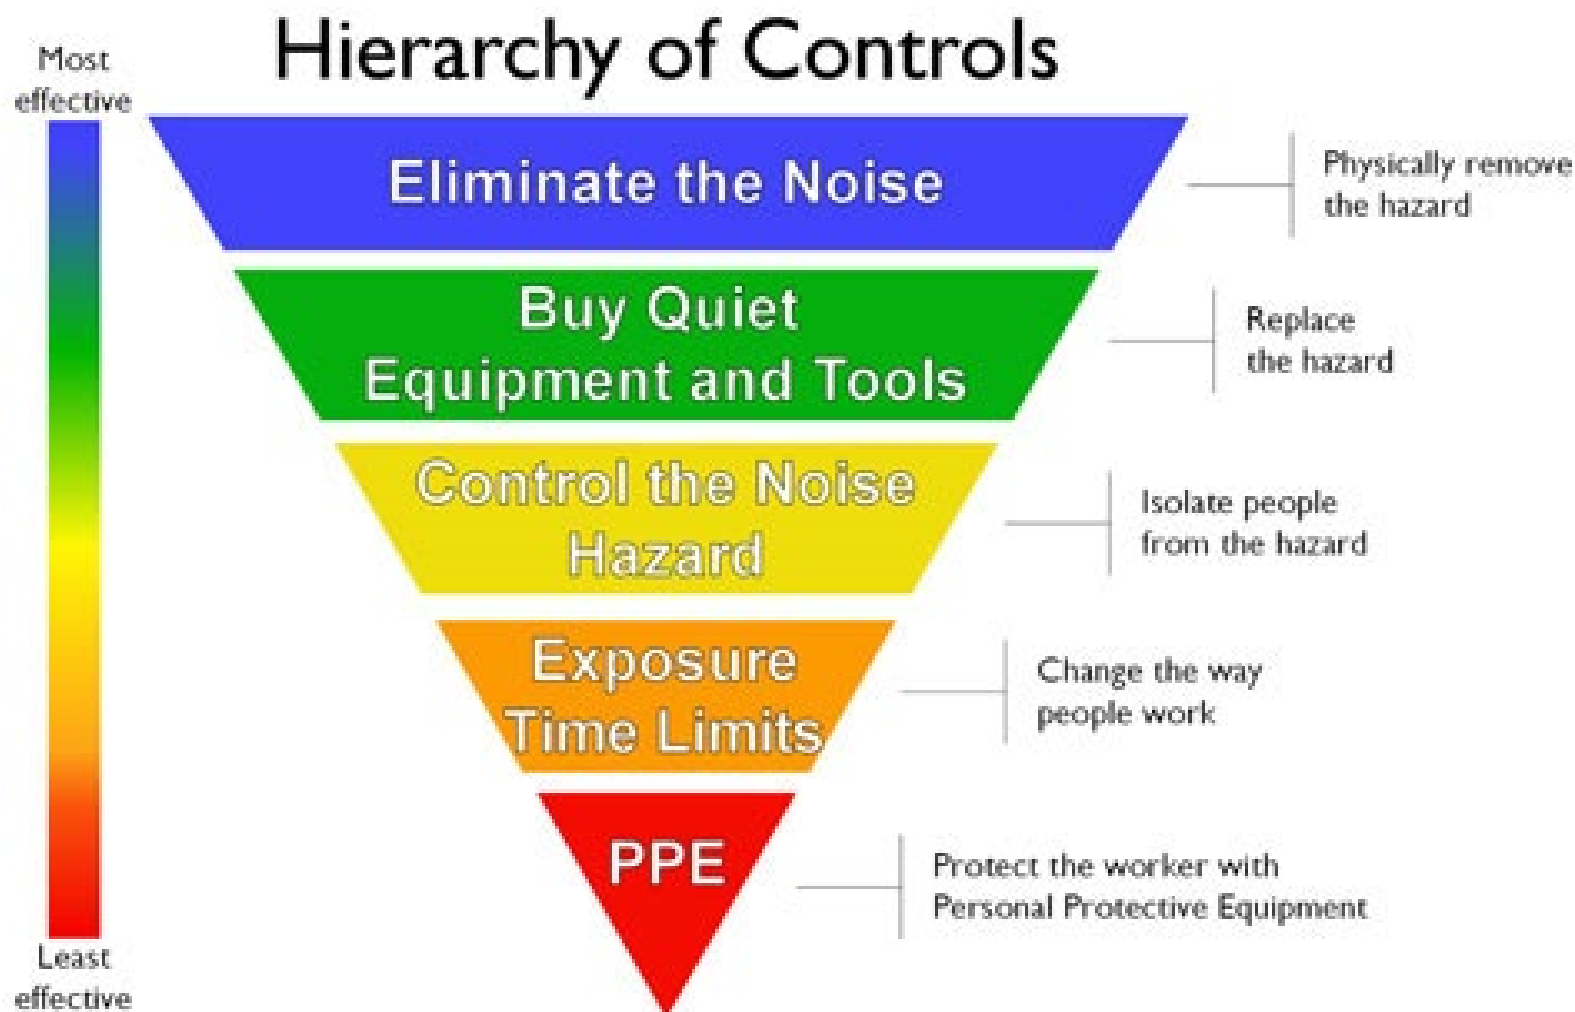 Hierarchy of Controls
Most
effective
Eliminate the Noise
Physically remove
the hazard
Buy Quiet
Equipment and Tools
Replace
the hazard
Control the Noise
Hazard
Isolate people
from the hazard
Exposure
Time Limits
Change the way
people work
PPE
Protect the worker with
Personal Protective Equipment
Least
effective